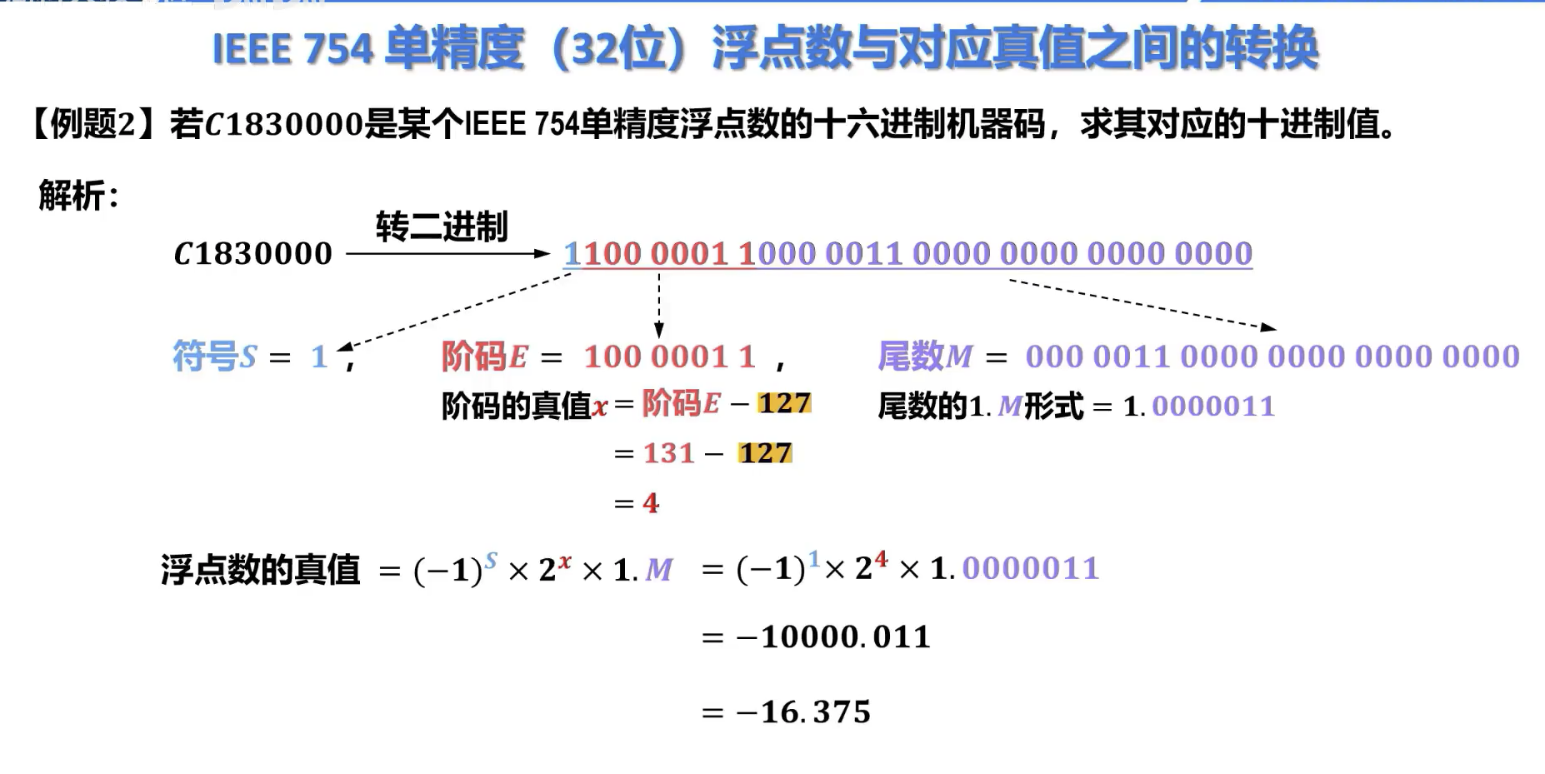 IEEE 754 单精度（32位）浮点数与对应真值之间的转换
【例题2】若C1830000是某个IEEE 754单精度浮点数的十六进制机器码，求其对应的十进制值。
解析：
转二进制
C1830000 1100 0001 1000 0011 0000 0000 0000 0000
符号S = 1 ， 阶码E = 100 0001 1 ， 尾数M = 000 0011 0000 0000 0000 0000
阶码的真值x = 阶码E − 127 尾数的1. M形式 = 1. 0000011
= 131 − 127
= 4
浮点数的真值 = (−1)^S × 2^x × 1. M = (−1)^1 × 2^4 × 1. 0000011
= −10000. 011
= −16. 375